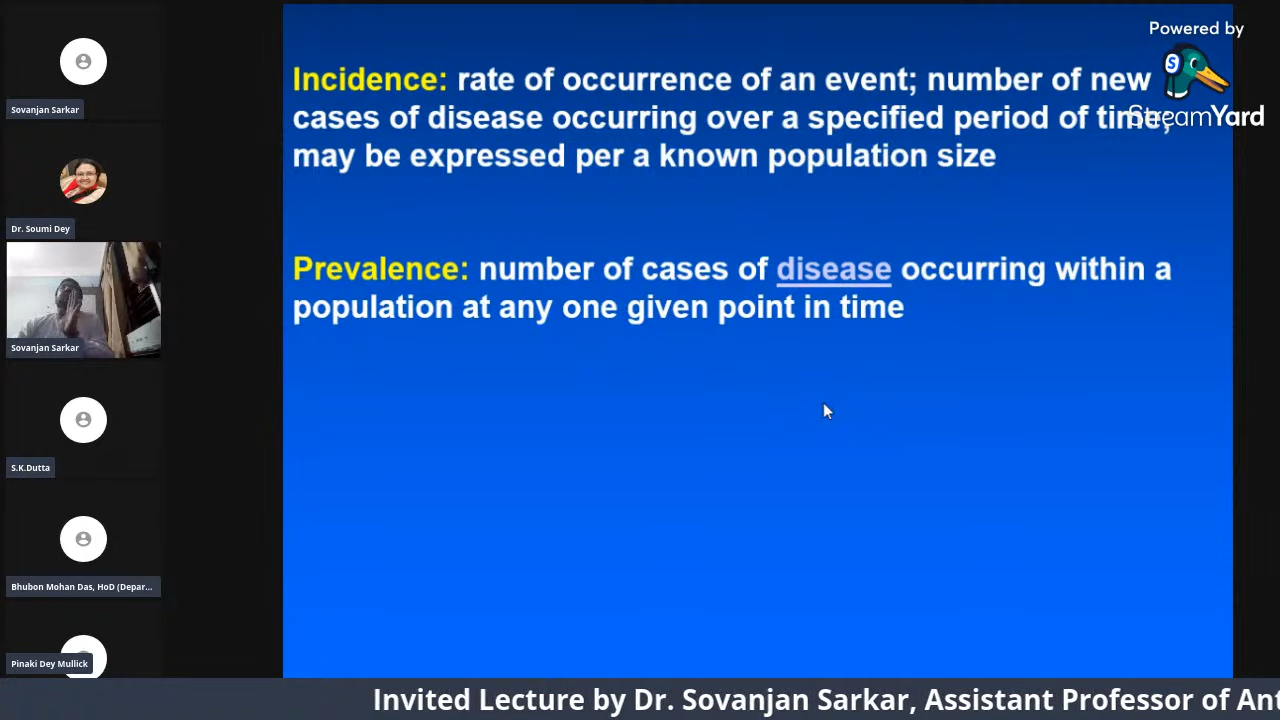 Sovanjan Sarkar
Dr. Soumi Dey
Sovanjan Sarkar
S.K.Dutta
Bhubon Mohan Das, HoD (Depar...
Pinaki Dey Mullick
Powered by
StreamYard
Incidence: rate of occurrence of an event; number of new
cases of disease occurring over a specified period of time;
may be expressed per a known population size
Prevalence: number of cases of disease occurring within a
population at any one given point in time
Invited Lecture by Dr. Sovanjan Sarkar, Assistant Professor of Ant